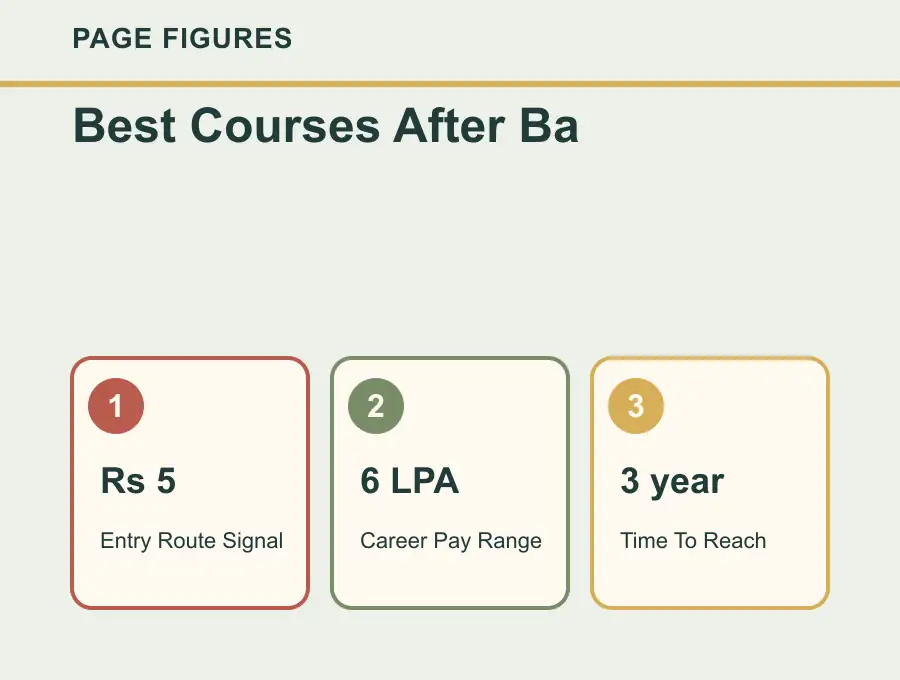 PAGE FIGURES
Best Courses After Ba
1
Rs 5
Entry Route Signal
2
6 LPA
Career Pay Range
3
3 year
Time To Reach